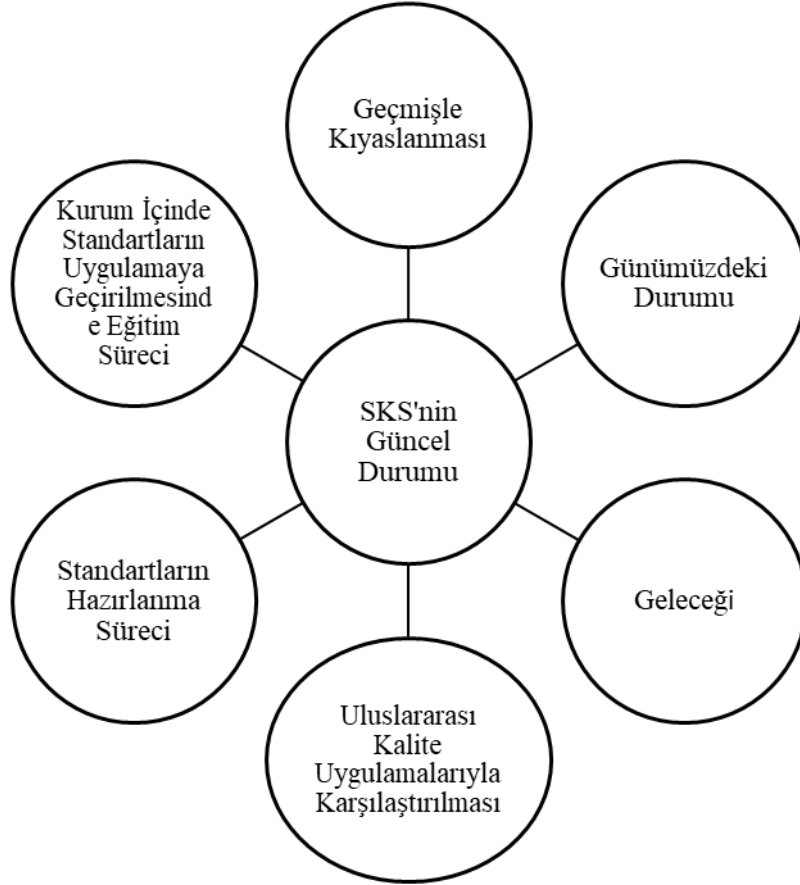 Geçmişle
Kıyaslanması
Kurum İçinde
Standartların
Uygulamaya
Geçirilmesind
e Eğitim
Süreci
Günümüzdeki
Durumu
SKS'nin
Güncel
Durumu
Standartların
Hazırlanma
Süreci
Geleceği
Uluslararası
Kalite
Uygulamalarıyla
Karşılaştırılması